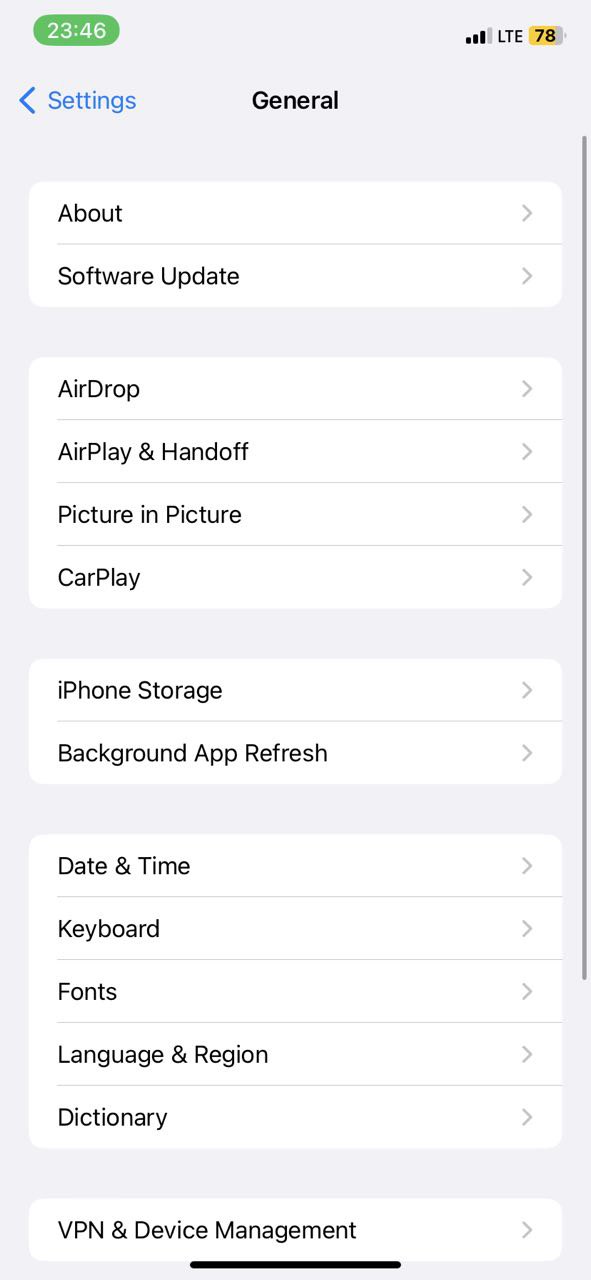 23:46
LTE 78
Settings
General
About
Software Update
AirDrop
AirPlay & Handoff
Picture in Picture
CarPlay
iPhone Storage
Background App Refresh
Date & Time
Keyboard
Fonts
Language & Region
Dictionary
VPN & Device Management